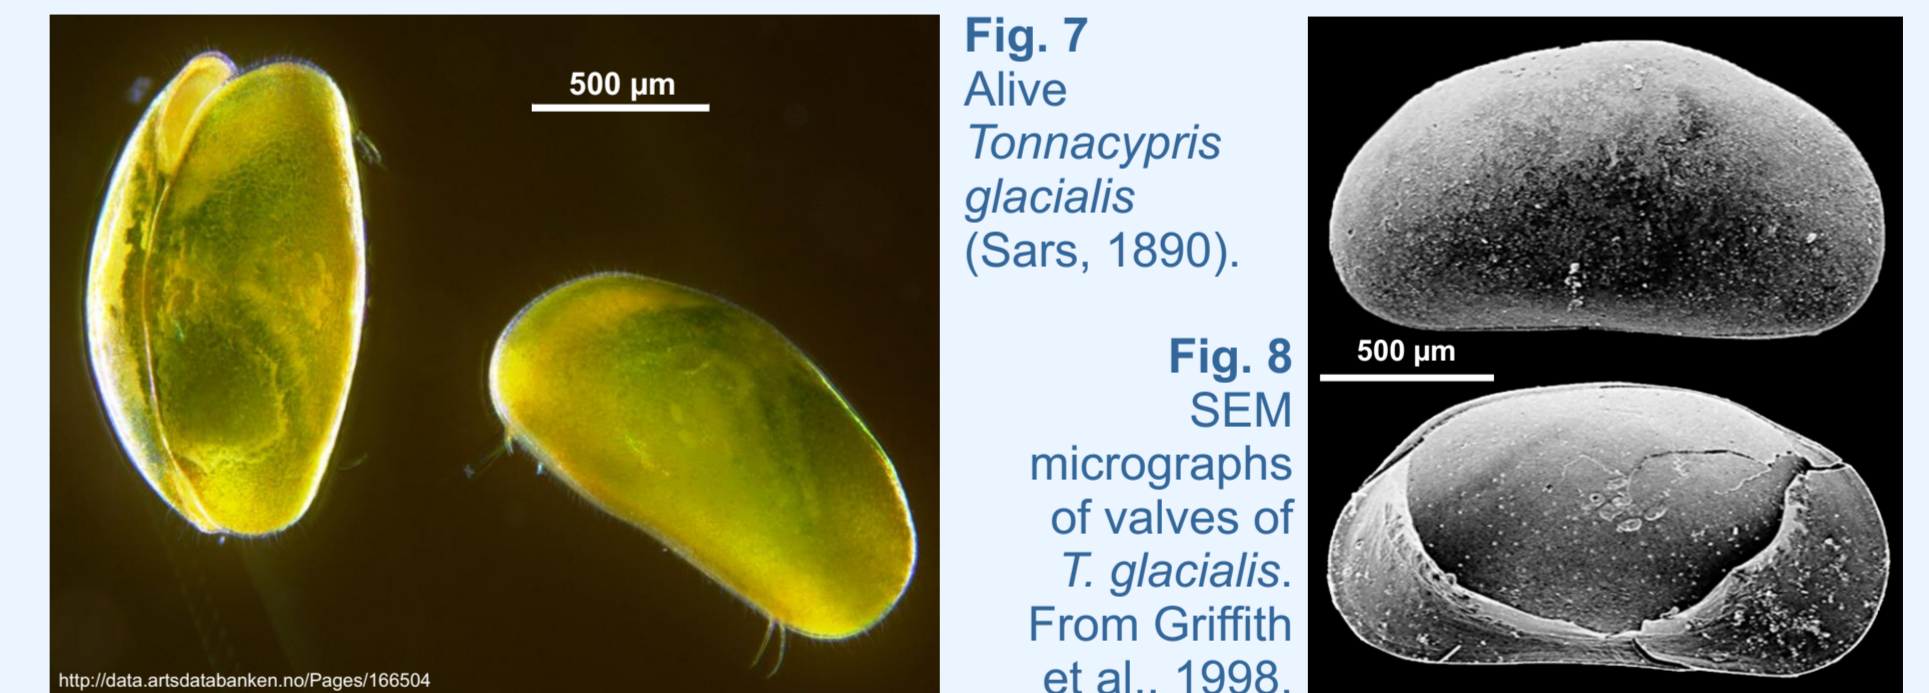 500 µm
Fig. 7
Alive
Tonnacypris
glacialis
(Sars, 1890).
Fig. 8
SEM
micrographs
of valves of
T. glacialis.
From Griffith
et al., 1998.
500 µm
http://data.artsdatabanken.no/Pages/166504